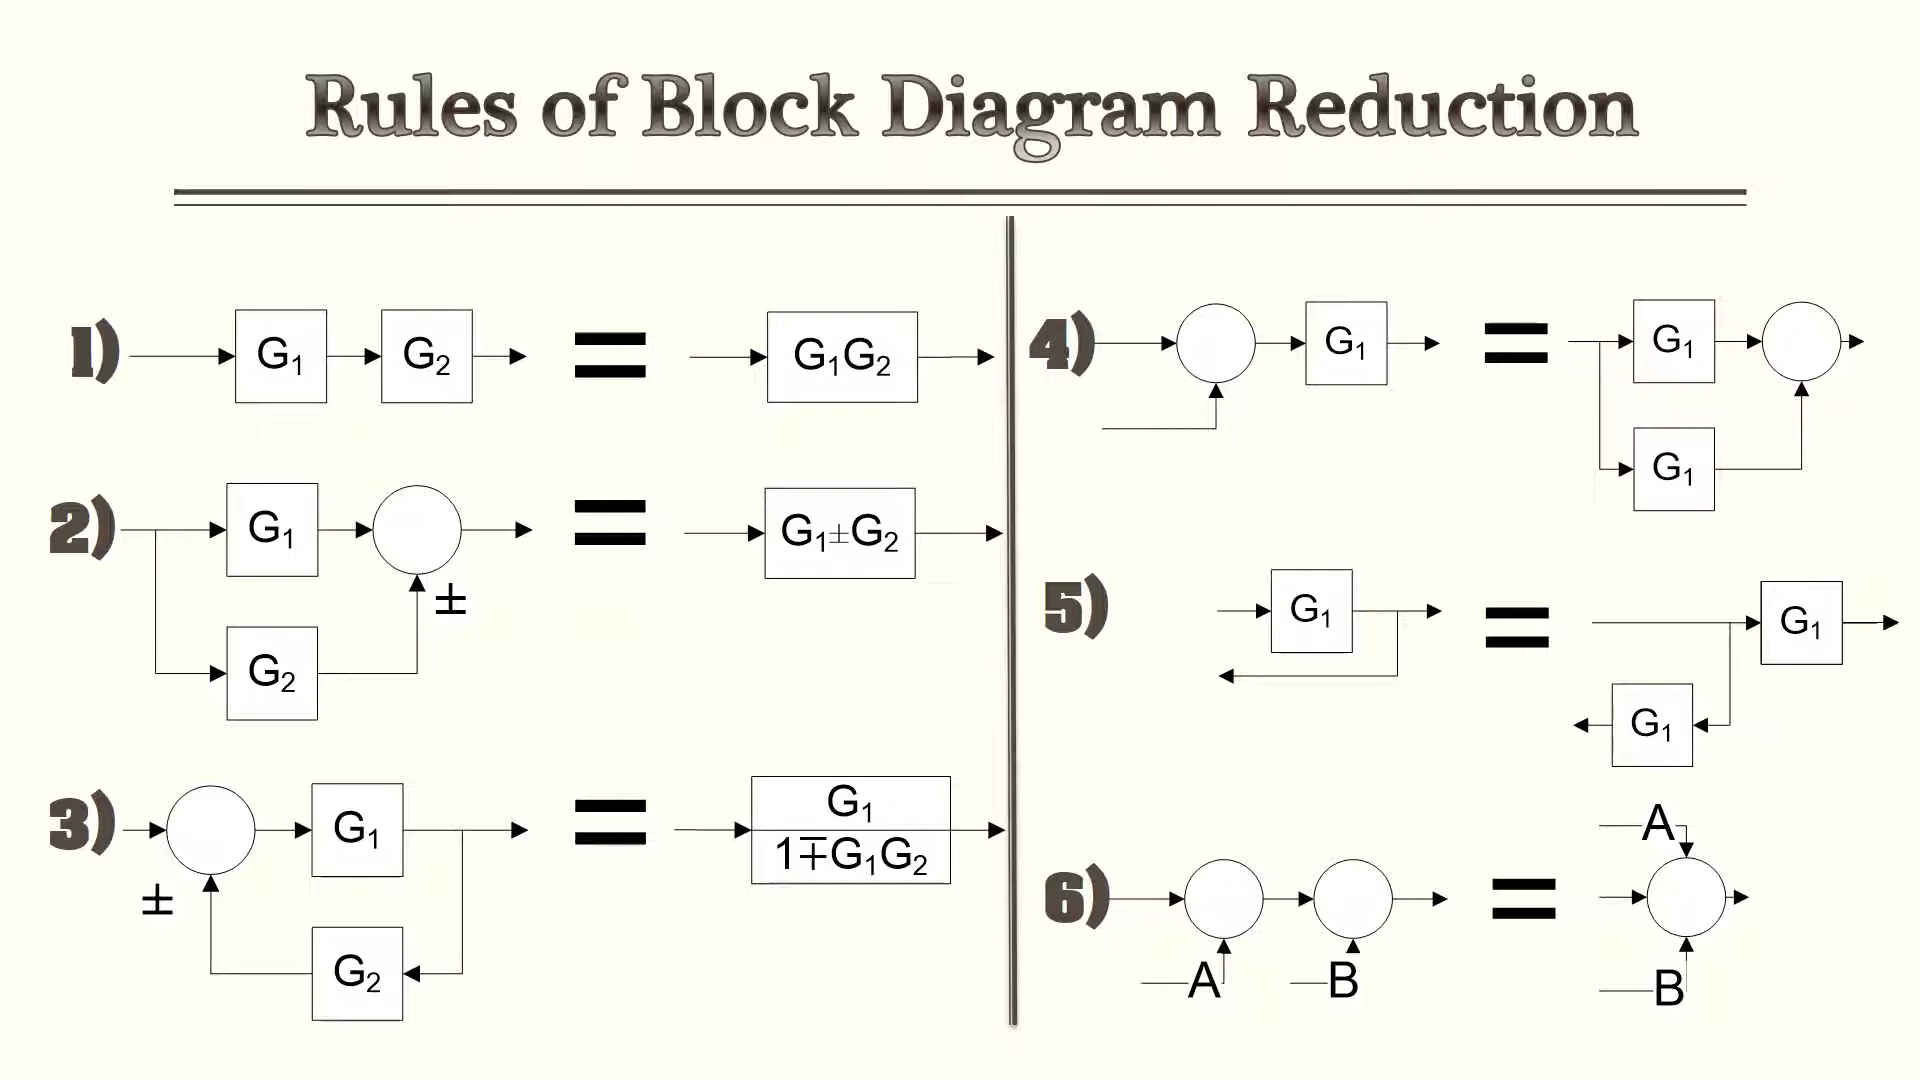 Rules of Block Diagram Reduction
1)
G₁
G₂
=
G₁G₂
2)
G₁
±
G₂
=
G₁±G₂
3)
±
G₁
G₂
=
G₁
1∓G₁G₂
4)
G₁
=
G₁
G₁
5)
G₁
=
G₁
G₁
6)
A
B
=
A
B